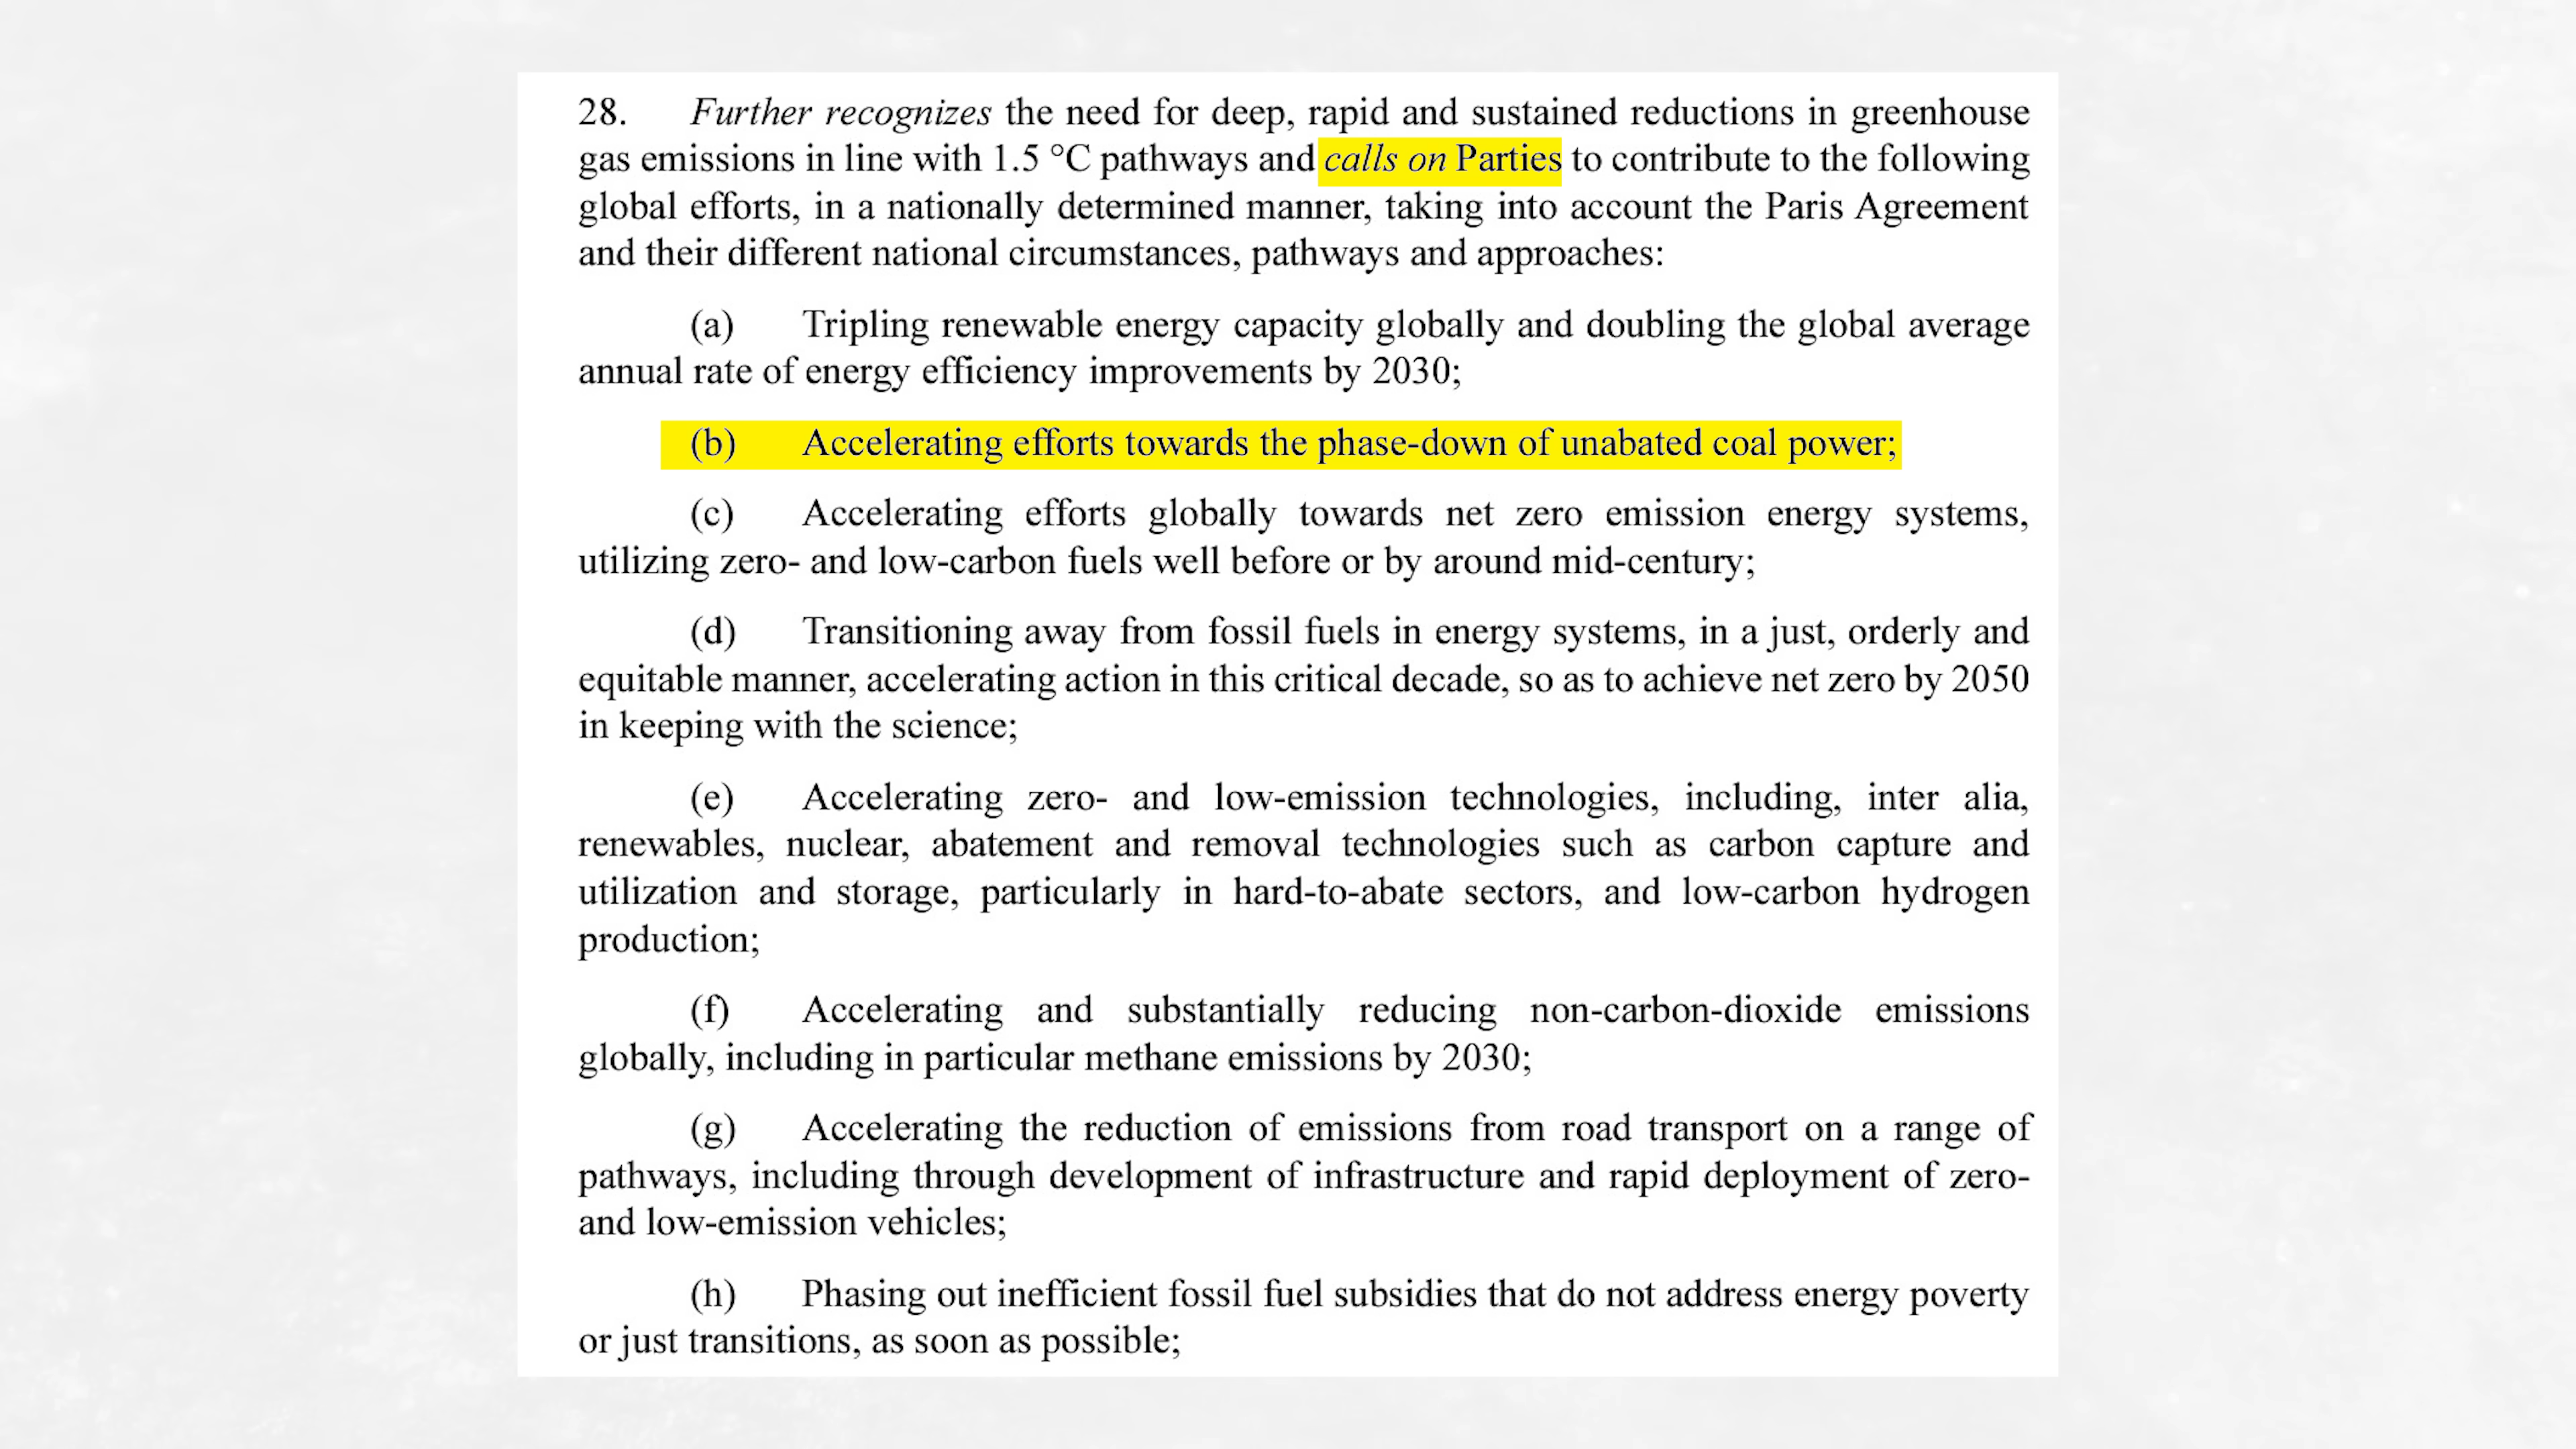 28. Further recognizes the need for deep, rapid and sustained reductions in greenhouse
gas emissions in line with 1.5 °C pathways and calls on Parties to contribute to the following
global efforts, in a nationally determined manner, taking into account the Paris Agreement
and their different national circumstances, pathways and approaches:
(a) Tripling renewable energy capacity globally and doubling the global average
annual rate of energy efficiency improvements by 2030;
(b) Accelerating efforts towards the phase-down of unabated coal power;
(c) Accelerating efforts globally towards net zero emission energy systems,
utilizing zero- and low-carbon fuels well before or by around mid-century;
(d) Transitioning away from fossil fuels in energy systems, in a just, orderly and
equitable manner, accelerating action in this critical decade, so as to achieve net zero by 2050
in keeping with the science;
(e) Accelerating zero- and low-emission technologies, including, inter alia,
renewables, nuclear, abatement and removal technologies such as carbon capture and
utilization and storage, particularly in hard-to-abate sectors, and low-carbon hydrogen
production;
(f) Accelerating and substantially reducing non-carbon-dioxide emissions
globally, including in particular methane emissions by 2030;
(g) Accelerating the reduction of emissions from road transport on a range of
pathways, including through development of infrastructure and rapid deployment of zero-
and low-emission vehicles;
(h) Phasing out inefficient fossil fuel subsidies that do not address energy poverty
or just transitions, as soon as possible;